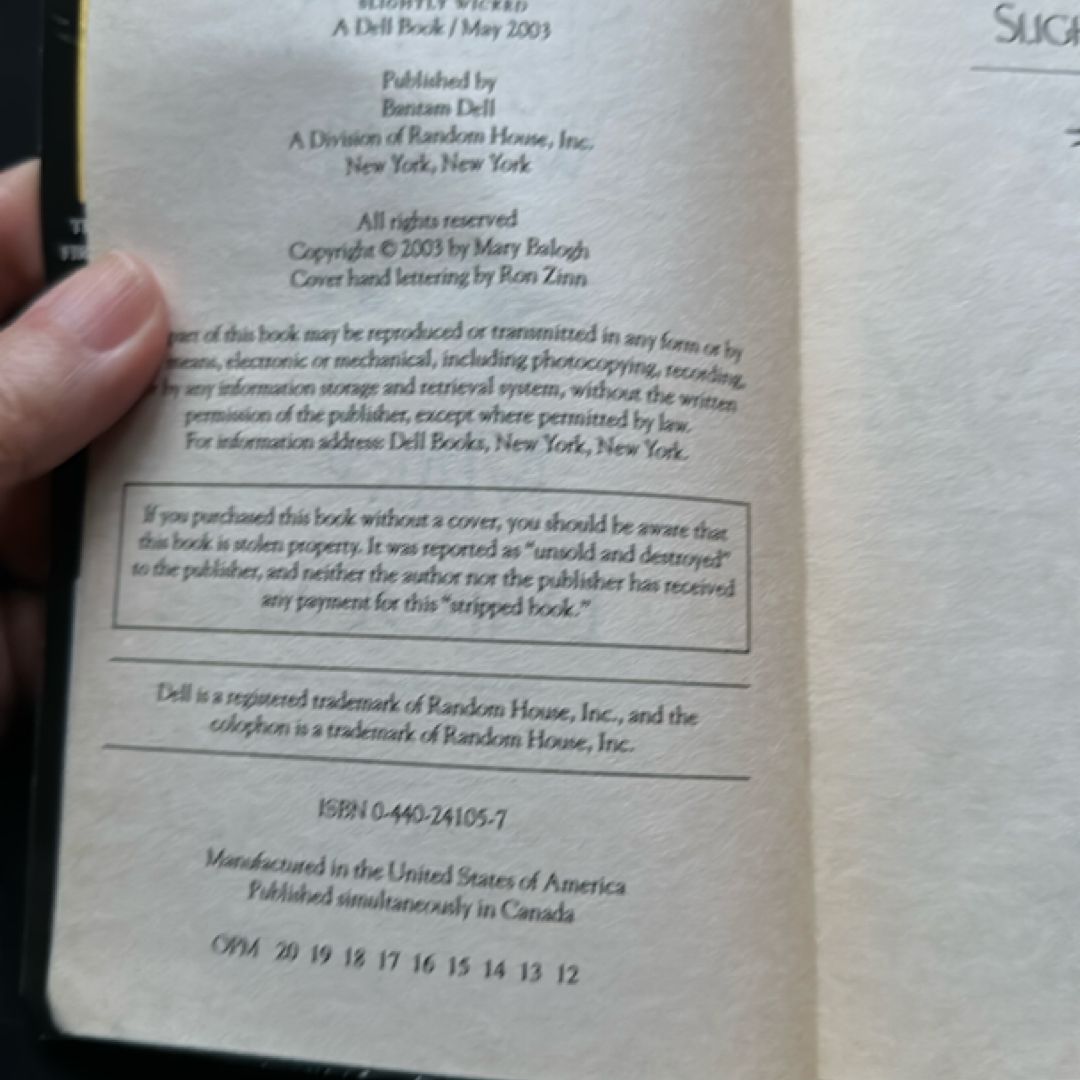 SLIGHTLY WICKED
A Dell Book / May 2003
Published by
Bantam Dell
A Division of Random House, Inc.
New York, New York
All rights reserved
Copyright © 2003 by Mary Balogh
Cover hand lettering by Ron Zinn
part of this book may be reproduced or transmitted in any form or by
means, electronic or mechanical, including photocopying, recording,
by any information storage and retrieval system, without the written
permission of the publisher, except where permitted by law.
For information address: Dell Books, New York, New York.
If you purchased this book without a cover, you should be aware that
this book is stolen property. It was reported as "unsold and destroyed"
to the publisher, and neither the author nor the publisher has received
any payment for this "stripped book."
Dell is a registered trademark of Random House, Inc., and the
colophon is a trademark of Random House, Inc.
ISBN 0-440-24105-7
Manufactured in the United States of America
Published simultaneously in Canada
OPM 20 19 18 17 16 15 14 13 12